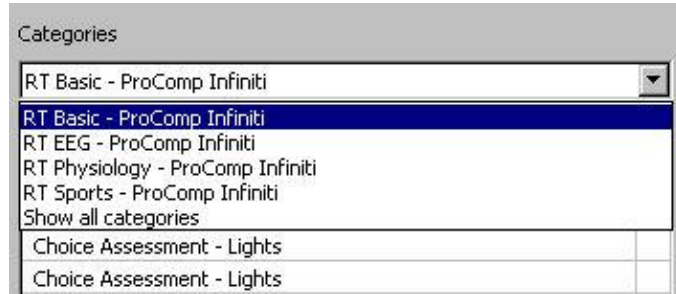 Categories
RT Basic - ProComp Infiniti
RT Basic - ProComp Infiniti
RT EEG - ProComp Infiniti
RT Physiology - ProComp Infiniti
RT Sports - ProComp Infiniti
Show all categories
Choice Assessment - Lights
Choice Assessment - Lights